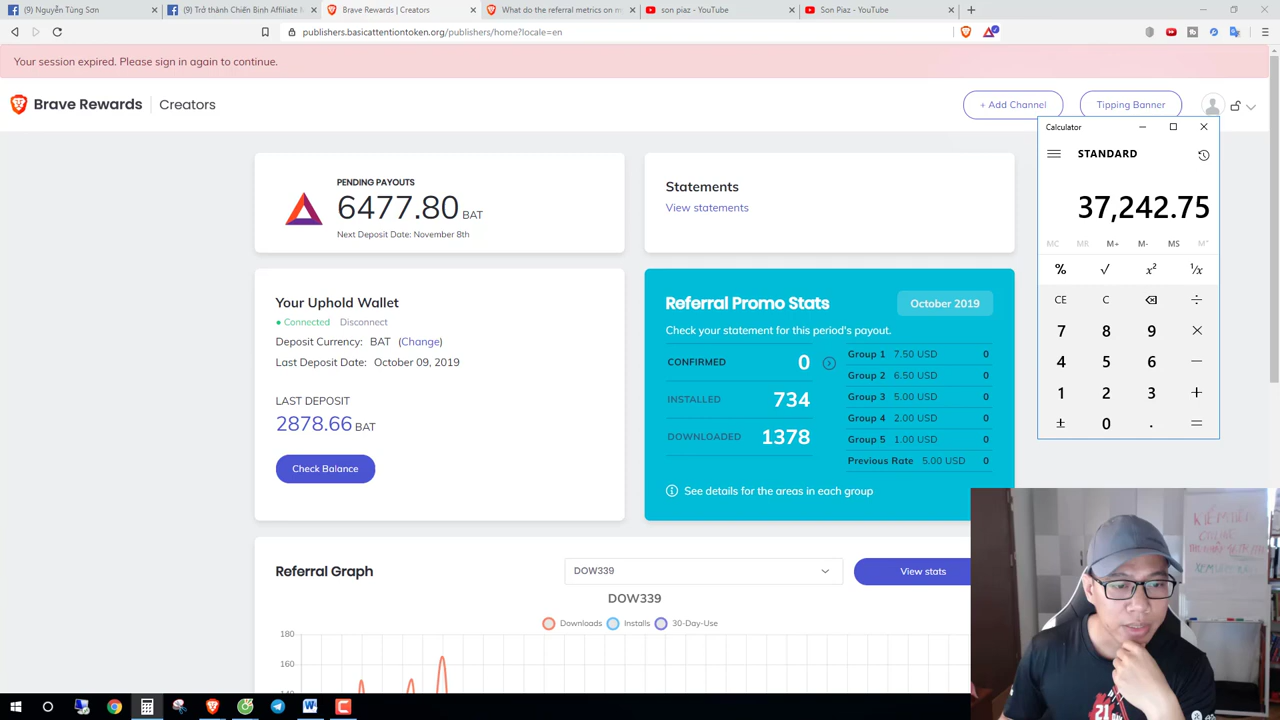 (9) Nguyễn Tùng Sơn
(9) Trở thành Chiến Binh Affiliate M
Brave Rewards | Creators
What do the referral metrics on m
son piaz - YouTube
Son Piaz - YouTube
publishers.basicattentiontoken.org/publishers/home?locale=en
Your session expired. Please sign in again to continue.
Brave Rewards | Creators
+ Add Channel
Tipping Banner
PENDING PAYOUTS
6477.80 BAT
Next Deposit Date: November 8th
Statements
View statements
Your Uphold Wallet
Connected Disconnect
Deposit Currency: BAT (Change)
Last Deposit Date: October 09, 2019
LAST DEPOSIT
2878.66 BAT
Check Balance
Referral Promo Stats
October 2019
Check your statement for this period's payout.
CONFIRMED 0
INSTALLED 734
DOWNLOADED 1378
Group 1 7.50 USD 0
Group 2 6.50 USD 0
Group 3 5.00 USD 0
Group 4 2.00 USD 0
Group 5 1.00 USD 0
Previous Rate 5.00 USD 0
See details for the areas in each group
Calculator
STANDARD
37,242.75
MC MR M+ M- MS M˅
% √ x² ¹/x
CE C ÷
7 8 9 ×
4 5 6 −
1 2 3 +
± 0 . =
Referral Graph
DOW339
View stats
DOW339
Downloads Installs 30-Day-Use
180
160
140
KIẾM TIỀN
21